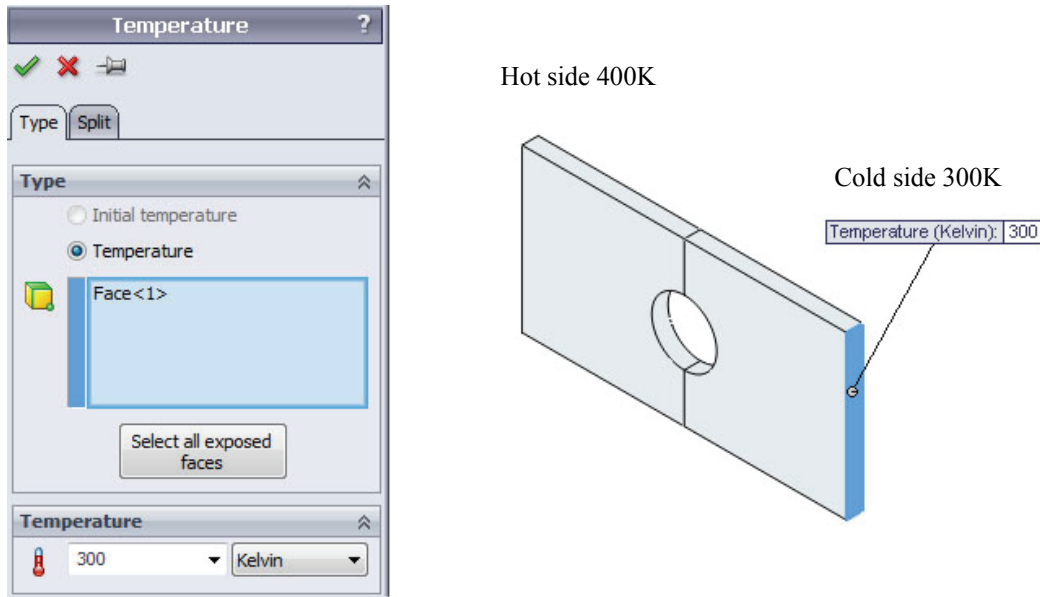 Temperature ?
Type Split
Type
Initial temperature
Temperature
Face<1>
Select all exposed
faces
Temperature
300 Kelvin
Hot side 400K
Cold side 300K
Temperature (Kelvin): 300